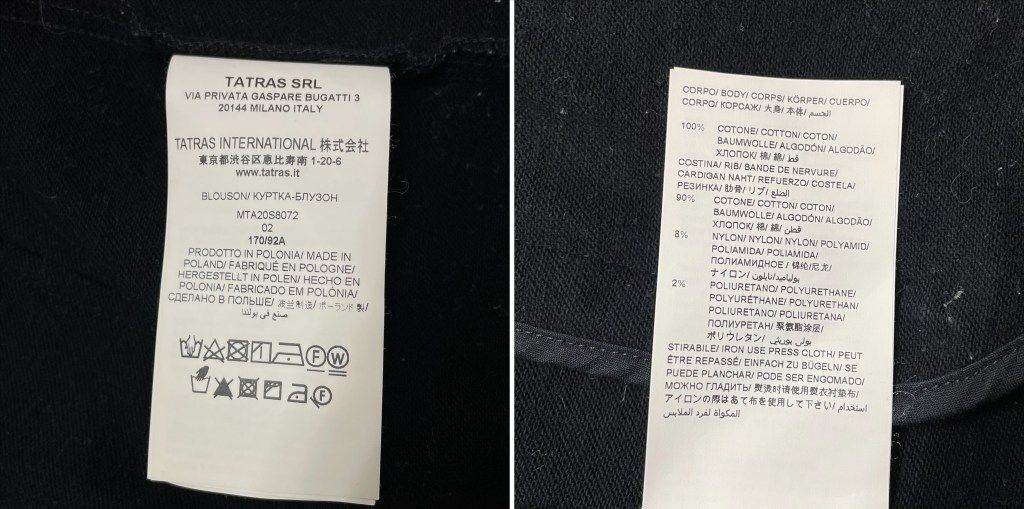 TATRAS SRL
VIA PRIVATA GASPARE BUGATTI 3
20144 MILANO ITALY
TATRAS INTERNATIONAL 株式会社
東京都渋谷区恵比寿南 1-20-6
www.tatras.it
BLOUSON/ КУРТКА-БЛУЗОН
MTA20S8072
02
170/92A
PRODOTTO IN POLONIA/ MADE IN
POLAND/ FABRIQUÉ EN POLOGNE/
HERGESTELLT IN POLEN/ HECHO EN
POLONIA/ FABRICADO EM POLÓNIA/
СДЕЛАНО В ПОЛЬШЕ/ 波兰制造/ ポーランド製/
صنع في بولندا
CORPO/ BODY/ CORPS/ KÖRPER/ CUERPO/
CORPO/ КОРСАЖ/ 大身/ 本体/ الجسم
100% COTONE/ COTTON/ COTON/
BAUMWOLLE/ ALGODÓN/ ALGODÃO/
ХЛОПОК/ 棉/ 綿/ قط
COSTINA/ RIB/ BANDE DE NERVURE/
CARDIGAN NAHT/ REFUERZO/ COSTELA/
РЕЗИНКА/ 肋骨/ リブ/ الضلع
90% COTONE/ COTTON/ COTON/
BAUMWOLLE/ ALGODÓN/ ALGODÃO/
ХЛОПОК/ 棉/ 綿/ قطن
8% NYLON/ NYLON/ NYLON/ POLYAMID/
POLIAMIDA/ POLIAMIDA/
ПОЛИАМИДНОЕ/ 锦纶/尼龙/
ナイロン/ بولياميد/نايلون
2% POLIURETANO/ POLYURETHANE/
POLYURÉTHANE/ POLYURETHAN/
POLIURETANO/ POLIURETANA/
ПОЛИУРЕТАН/ 聚氨酯涂层/
ポリウレタン/ بولي يوريثي
STIRABILE/ IRON USE PRESS CLOTH/ PEUT
ÊTRE REPASSÉ/ EINFACH ZU BÜGELN/ SE
PUEDE PLANCHAR/ PODE SER ENGOMADO/
МОЖНО ГЛАДИТЬ/ 熨烫时请使用熨衣衬垫布/
アイロンの際はあて布を使用して下さい/ استخدام
المكواة لفرد الملابس